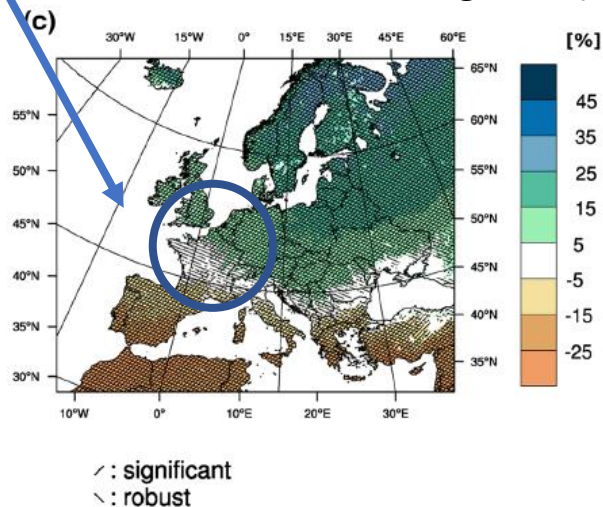 (c)
30°W 15°W 0° 15°E 30°E 45°E 60°E
[%]
65°N
55°N
60°N
45
50°N
55°N
35
25
45°N
50°N
15
40°N
45°N
5
-5
35°N
40°N
-15
30°N
35°N
-25
10°W 0° 10°E 20°E 30°E
⟋: significant
⟍: robust